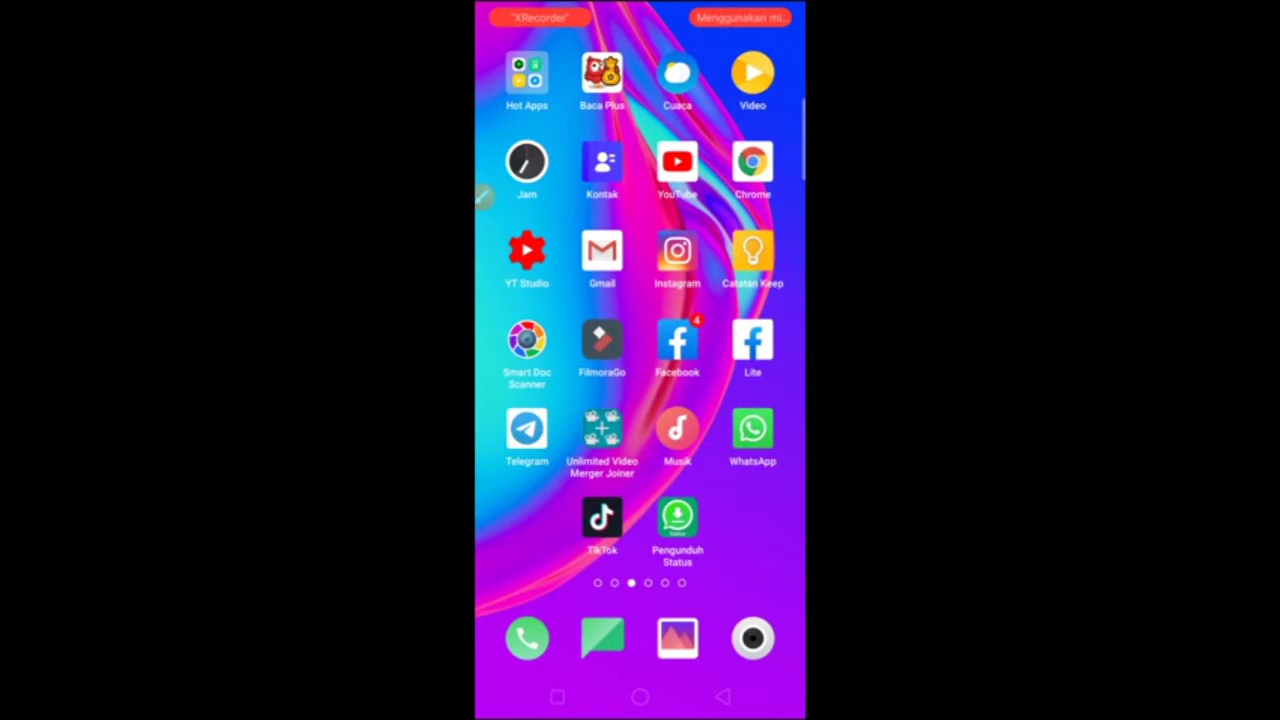 "XRecorder"
Menggunakan mi...
Hot Apps
Baca Plus
Cuaca
Video
Jam
Kontak
YouTube
Chrome
YT Studio
Gmail
Instagram
Catatan Keep
4
Smart Doc
Scanner
FilmoraGo
Facebook
Lite
Telegram
Unlimited Video
Merger Joiner
Musik
WhatsApp
TikTok
Pengunduh
Status